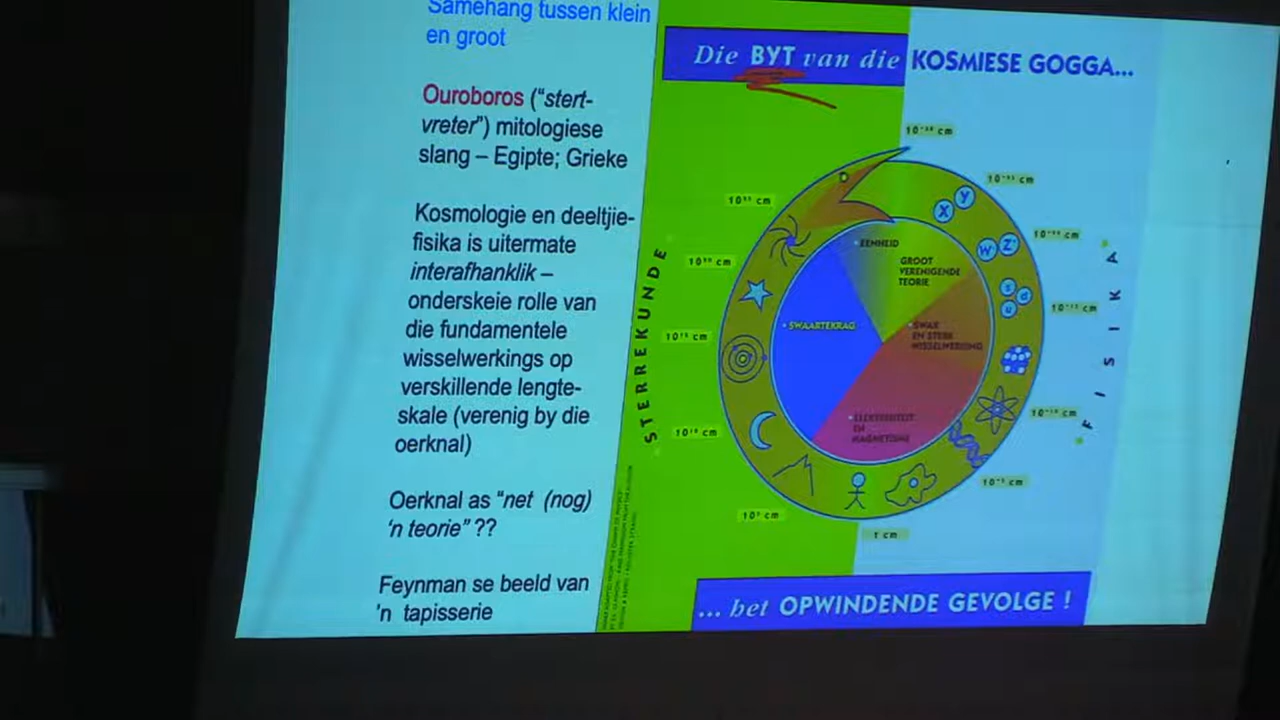 Samehang tussen klein
en groot
Ouroboros (“stert-
vreter”) mitologiese
slang – Egipte; Grieke
Kosmologie en deeltjie-
fisika is uitermate
interafhanklik –
onderskeie rolle van
die fundamentele
wisselwerkings op
verskillende lengte-
skale (verenig by die
oerknal)
Oerknal as “net (nog)
‘n teorie” ??
Feynman se beeld van
’n tapisserie
Die BYT van die KOSMIESE GOGGA...
STERREKUNDE
FISIKA
X Y
W Z
s d
u
EENHEID
GROOT
VERENIGENDE
TEORIE
SWAARTEKRAG
SWAK
EN STERK
WISSELWERKING
EN
MAGNETISME
1 cm
... het OPWINDENDE GEVOLGE !